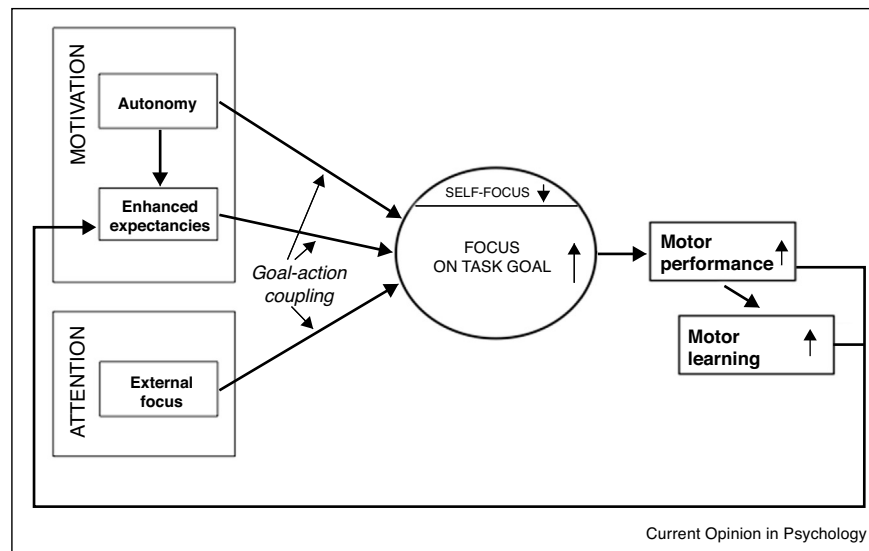 MOTIVATION
Autonomy
Enhanced
expectancies
Goal-action
coupling
ATTENTION
External
focus
SELF-FOCUS
FOCUS
ON TASK GOAL
Motor
performance
Motor
learning
Current Opinion in Psychology